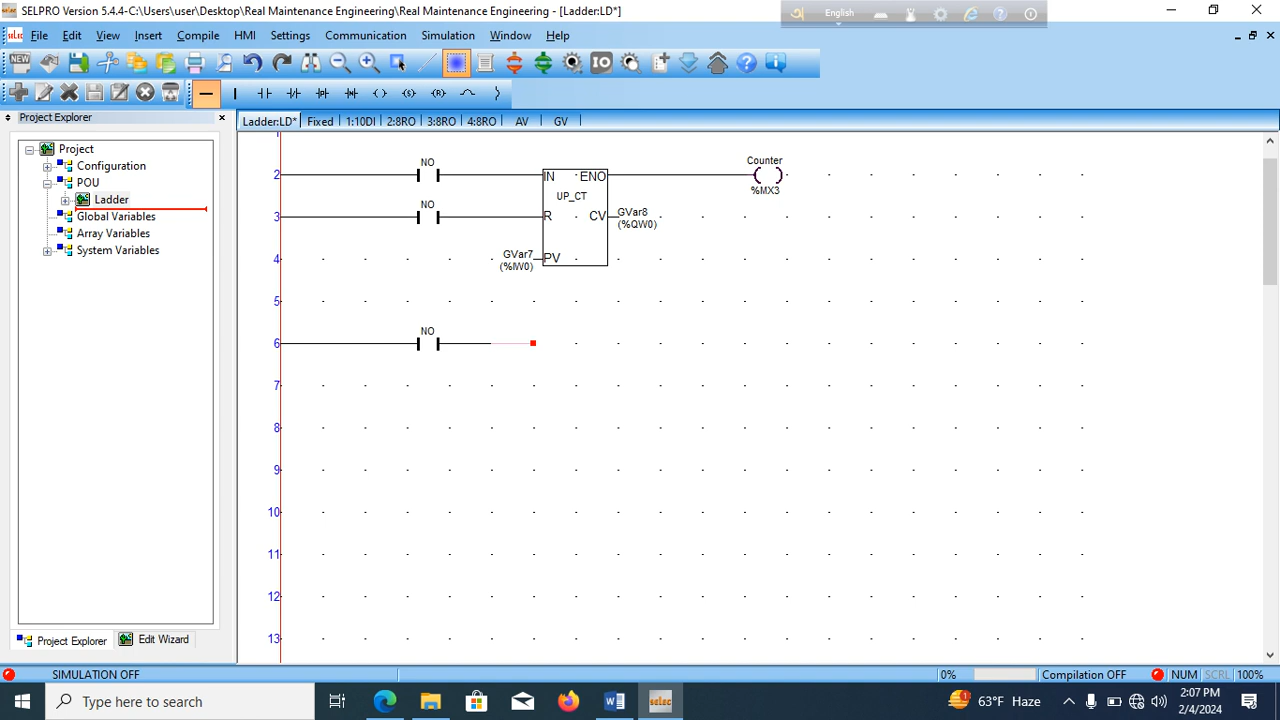 SELPRO Version 5.4.4-C:\Users\user\Desktop\Real Maintenance Engineering\Real Maintenance Engineering - [Ladder:LD*]
English
File Edit View Insert Compile HMI Settings Communication Simulation Window Help
NEW
IO
Project Explorer
Ladder:LD* Fixed 1:10DI 2:8RO 3:8RO 4:8RO AV GV
Project
Configuration
POU
Ladder
Global Variables
Array Variables
System Variables
1
NO
Counter
2
IN ENO
UP_CT
%MX3
NO
3
R CV
GVar8
(%QW0)
4
GVar7
(%IW0)
PV
5
NO
6
7
8
9
10
11
12
13
Project Explorer Edit Wizard
SIMULATION OFF
0%
Compilation OFF
NUM
SCRL
100%
Type here to search
selec
1
63°F Haze
2:07 PM
2/4/2024